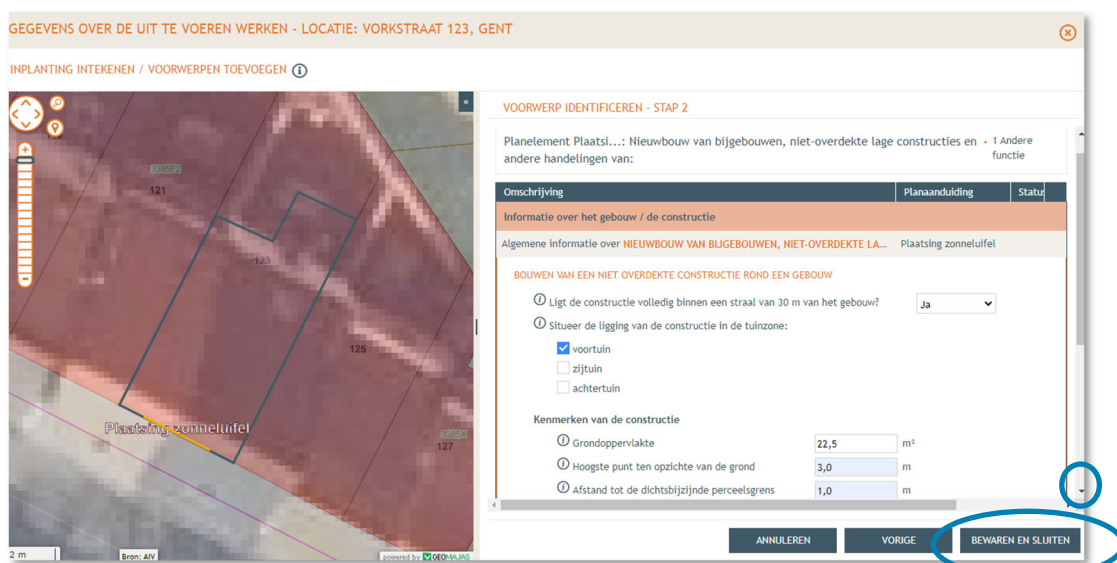 GEGEVENS OVER DE UIT TE VOEREN WERKEN - LOCATIE: VORKSTRAAT 123, GENT
INPLANTING INTEKENEN / VOORWERPEN TOEVOEGEN
3385F2
121
123
125
Plaatsing zonneluifel
3385X
127
2 m
Bron: AIV
powered by GEOMAJAS
VOORWERP IDENTIFICEREN - STAP 2
Planelement Plaatsi...: Nieuwbouw van bijgebouwen, niet-overdekte lage constructies en andere handelingen van:
• 1 Andere functie
Omschrijving Planaanduiding Statu
Informatie over het gebouw / de constructie
Algemene informatie over NIEUWBOUW VAN BIJGEBOUWEN, NIET-OVERDEKTE LA... Plaatsing zonneluifel
BOUWEN VAN EEN NIET OVERDEKTE CONSTRUCTIE ROND EEN GEBOUW
Ligt de constructie volledig binnen een straal van 30 m van het gebouw? Ja
Situeer de ligging van de constructie in de tuinzone:
voortuin
zijtuin
achtertuin
Kenmerken van de constructie
Grondoppervlakte 22,5 m²
Hoogste punt ten opzichte van de grond 3,0 m
Afstand tot de dichtsbijzijnde perceelsgrens 1,0 m
ANNULEREN VORIGE BEWAREN EN SLUITEN